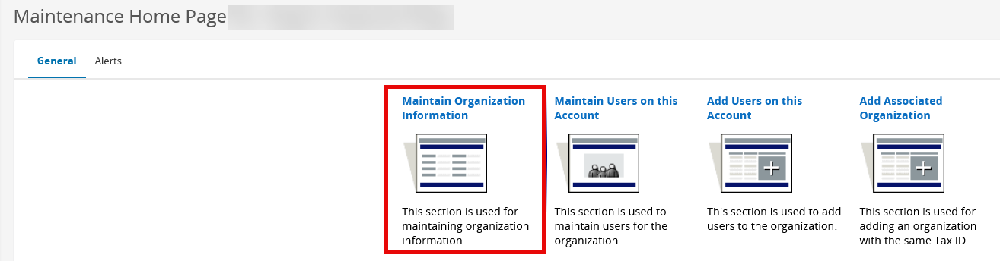 Maintenance Home Page
General
Alerts
Maintain Organization
Information
This section is used for
maintaining organization
information.
Maintain Users on this
Account
This section is used to
maintain users for the
organization.
Add Users on this
Account
This section is used to add
users to the organization.
Add Associated
Organization
This section is used for
adding an organization
with the same Tax ID.